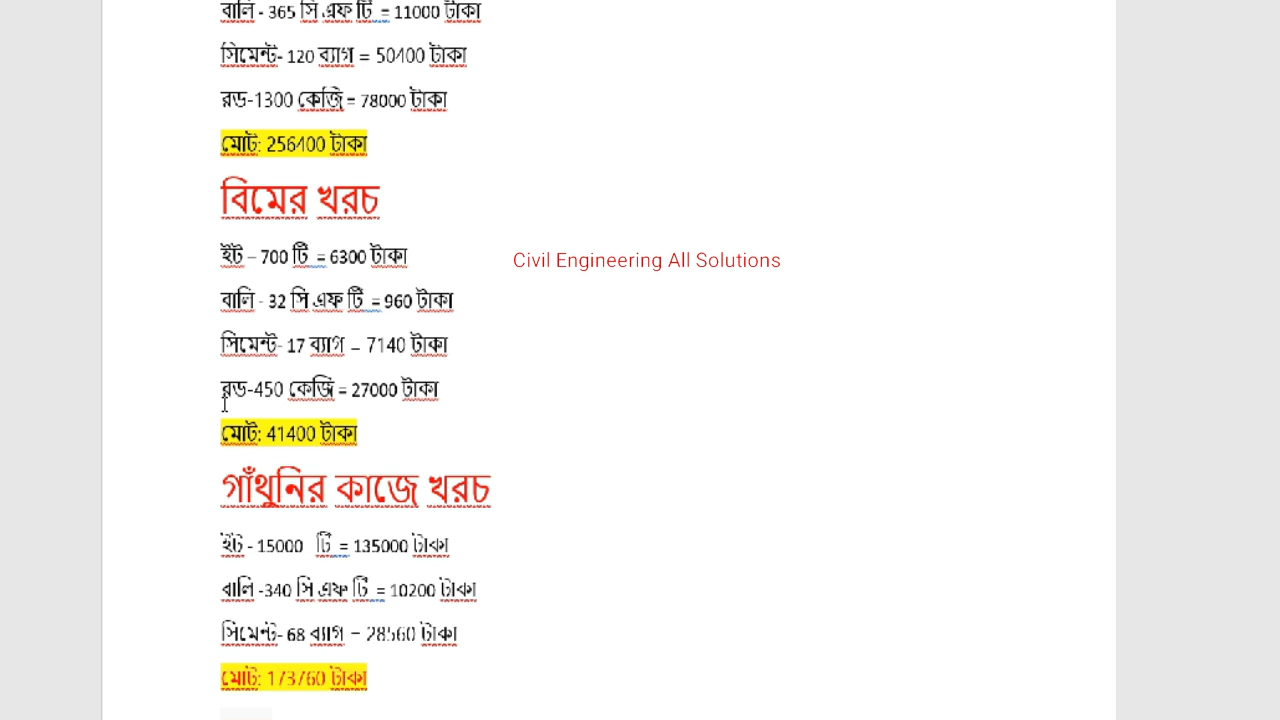 বালি - 365 সি এফ টি = 11000 টাকা
সিমেন্ট- 120 ব্যাগ = 50400 টাকা
রড-1300 কেজি = 78000 টাকা
মোট: 256400 টাকা
বিমের খরচ
ইট – 700 টি = 6300 টাকা
Civil Engineering All Solutions
বালি - 32 সি এফ টি = 960 টাকা
সিমেন্ট- 17 ব্যাগ = 7140 টাকা
রড-450 কেজি = 27000 টাকা
মোট: 41400 টাকা
গাঁথুনির কাজে খরচ
ইট - 15000 টি = 135000 টাকা
বালি -340 সি এফ টি = 10200 টাকা
সিমেন্ট- 68 ব্যাগ = 28560 টাকা
মোট: 173760 টাকা